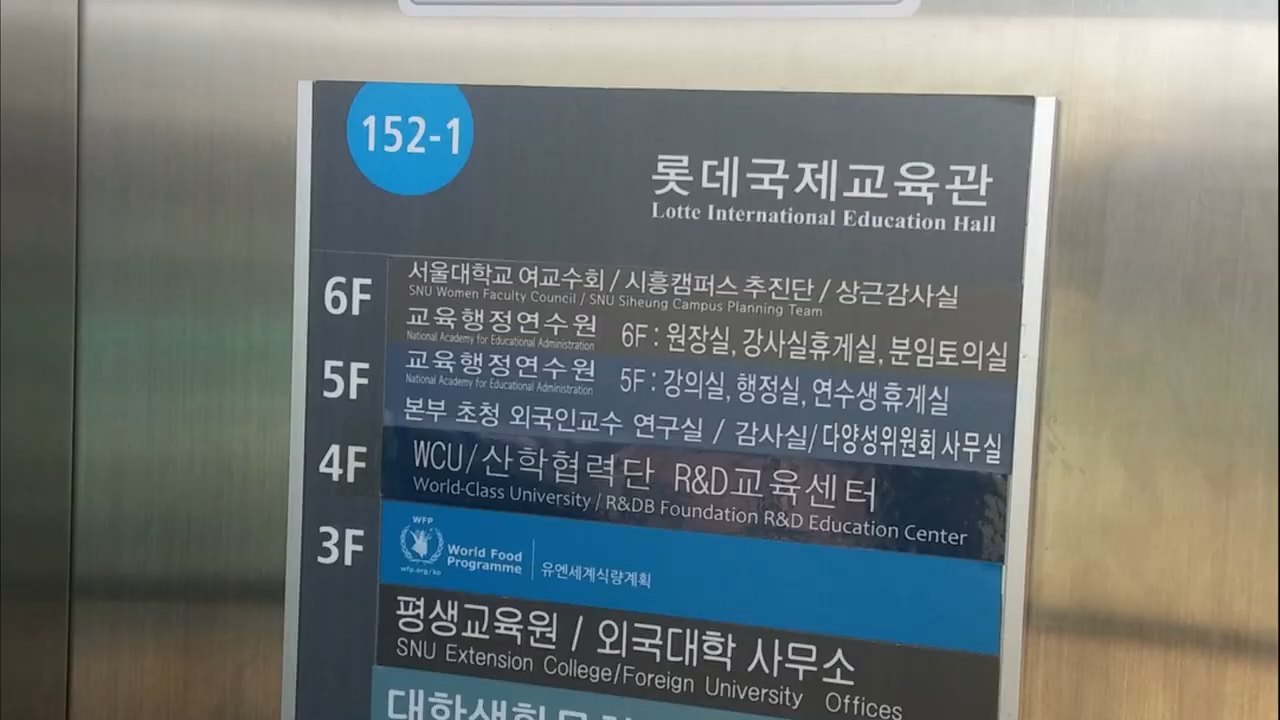 152-1
롯데국제교육관
Lotte International Education Hall
6F
서울대학교 여교수회 / 시흥캠퍼스 추진단 / 상근감사실
SNU Women Faculty Council / SNU Siheung Campus Planning Team
교육행정연수원 6F : 원장실, 강사실휴게실, 분임토의실
National Academy for Educational Administration
5F
교육행정연수원 5F : 강의실, 행정실, 연수생휴게실
National Academy for Educational Administration
본부 초청 외국인교수 연구실 / 감사실/다양성위원회 사무실
4F
WCU/산학협력단 R&D교육센터
World-Class University / R&DB Foundation R&D Education Center
3F
WFP
wfp.org/ko
World Food
Programme
유엔세계식량계획
평생교육원 / 외국대학 사무소
SNU Extension College/Foreign University Offices